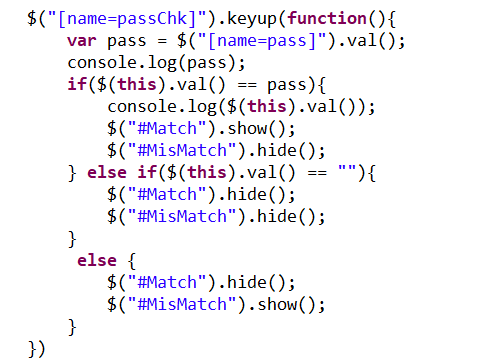 $("[name=passChk]").keyup(function(){
    var pass = $("[name=pass]").val();
    console.log(pass);
    if($(this).val() == pass){
        console.log($(this).val());
        $("#Match").show();
        $("#MisMatch").hide();
    } else if($(this).val() == ""){
        $("#Match").hide();
        $("#MisMatch").hide();
    }
     else {
        $("#Match").hide();
        $("#MisMatch").show();
    }
})